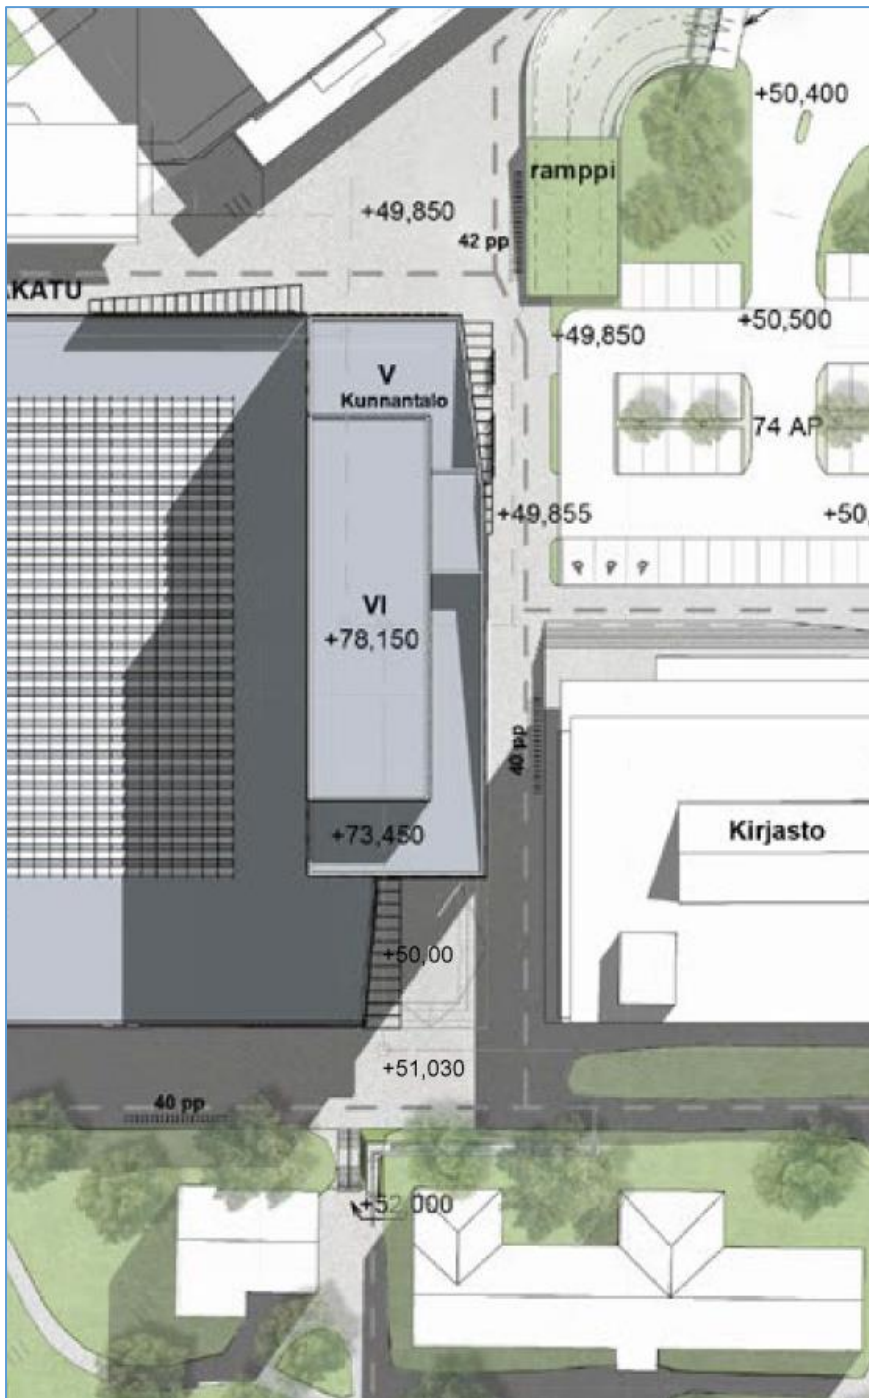 +50,400
ramppi
+49,850
42 pp
AKATU
+50,500
+49,850
V
Kunnantalo
74 AP
+49,855
+50,
VI
+78,150
40 pp
+73,450
Kirjasto
+50,00
+51,030
40 pp
+52,000